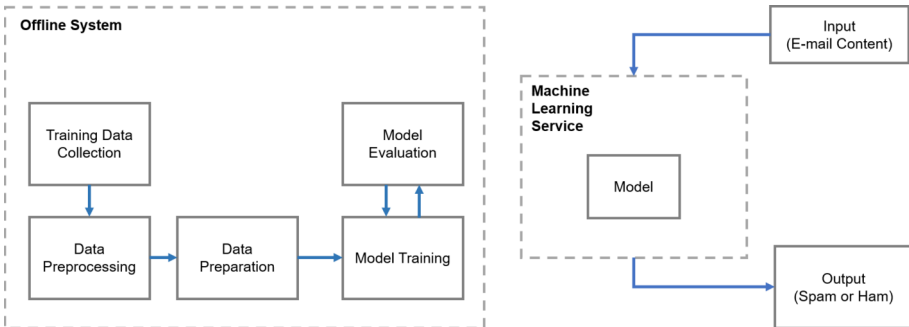 Offline System
Training Data
Collection
Model
Evaluation
Data
Preprocessing
Data
Preparation
Model Training
Input
(E-mail Content)
Machine
Learning
Service
Model
Output
(Spam or Ham)